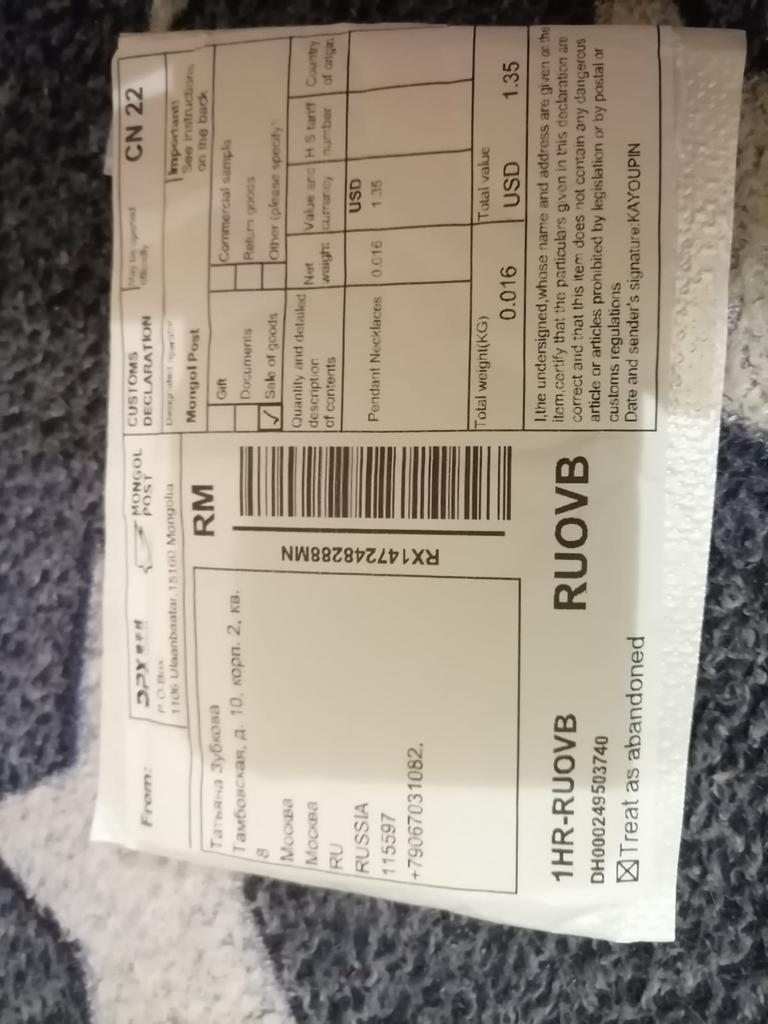 From:
P.O.Box
1106 Ulaanbaatar, 15160 Mongolia
MONGOL
POST
RM
Татьяна Зубкова
Тамбовская, д. 10, корп. 2, кв.
8
Москва
Москва
RU
RUSSIA
115597
+79067031082.
RX147248288MN
1HR-RUOVB
RUOVB
DH000249503740
☒Treat as abandoned
CUSTOMS
DECLARATION
May be opened
officially
CN 22
Designated operator
Mongol Post
Important!
See instructions
on the back
Gift
Commercial sample
Documents
Return goods
✓ Sale of goods
Other (please specify):
Quantity and detailed
description
of contents
Net
weight
Value and
currency
H S tariff
number
Country
of origin
USD
Pendant Necklaces 0.016 1.35
Total weight(KG) Total value
0.016 USD 1.35
I,the undersigned,whose name and address are given on the
item,certify that the particulars given in this declaration are
correct and that this item does not contain any dangerous
article or articles prohibited by legislation or by postal or
customs regulations
Date and sender's signature:KAYOUPIN